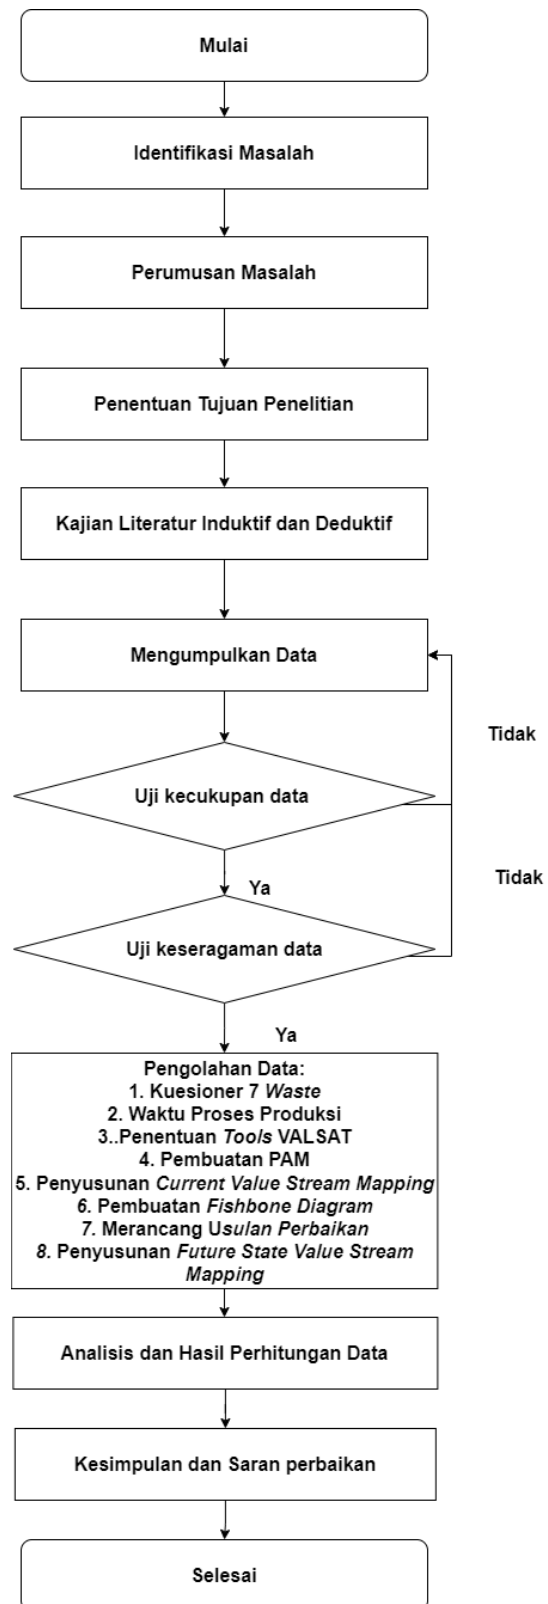 Mulai
Identifikasi Masalah
Perumusan Masalah
Penentuan Tujuan Penelitian
Kajian Literatur Induktif dan Deduktif
Mengumpulkan Data
Tidak
Uji kecukupan data
Tidak
Ya
Uji keseragaman data
Ya
Pengolahan Data:
1. Kuesioner 7 Waste
2. Waktu Proses Produksi
3..Penentuan Tools VALSAT
4. Pembuatan PAM
5. Penyusunan Current Value Stream Mapping
6. Pembuatan Fishbone Diagram
7. Merancang Usulan Perbaikan
8. Penyusunan Future State Value Stream
Mapping
Analisis dan Hasil Perhitungan Data
Kesimpulan dan Saran perbaikan
Selesai